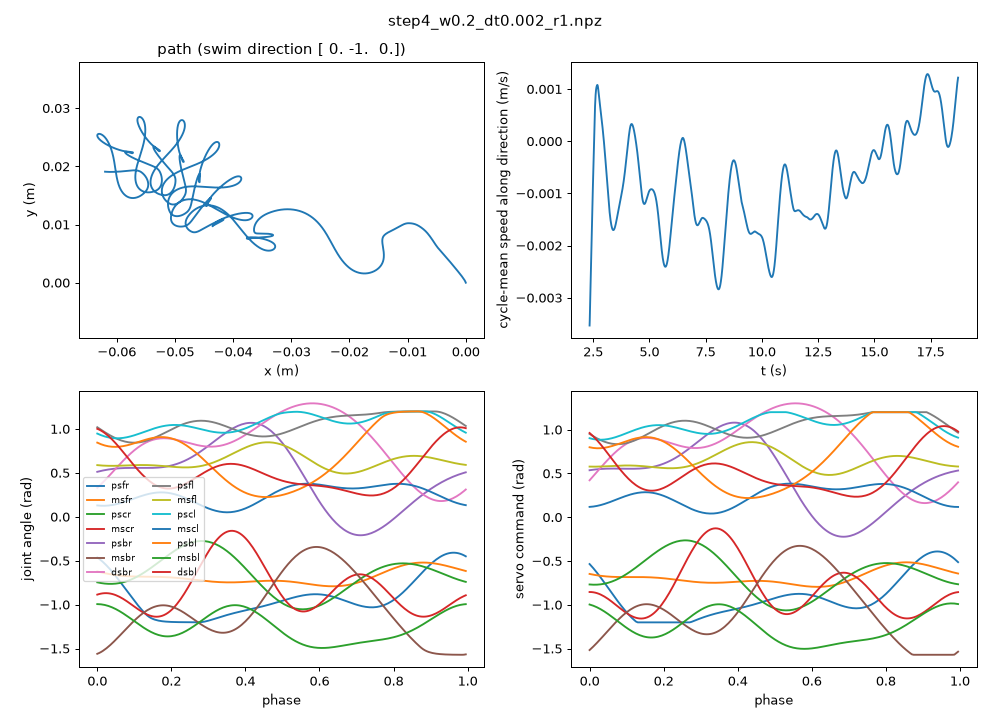 step4_w0.2_dt0.002_r1.npz
path (swim direction [ 0. -1.  0.])
0.03
0.02
0.01
0.00
y (m)
−0.06
−0.05
−0.04
−0.03
−0.02
−0.01
0.00
x (m)
0.001
0.000
−0.001
−0.002
−0.003
cycle-mean speed along direction (m/s)
2.5
5.0
7.5
10.0
12.5
15.0
17.5
t (s)
1.0
0.5
0.0
−0.5
−1.0
−1.5
joint angle (rad)
psfr
msfr
pscr
mscr
psbr
msbr
dsbr
psfl
msfl
pscl
mscl
psbl
msbl
dsbl
0.0
0.2
0.4
0.6
0.8
1.0
phase
1.0
0.5
0.0
−0.5
−1.0
−1.5
servo command (rad)
0.0
0.2
0.4
0.6
0.8
1.0
phase